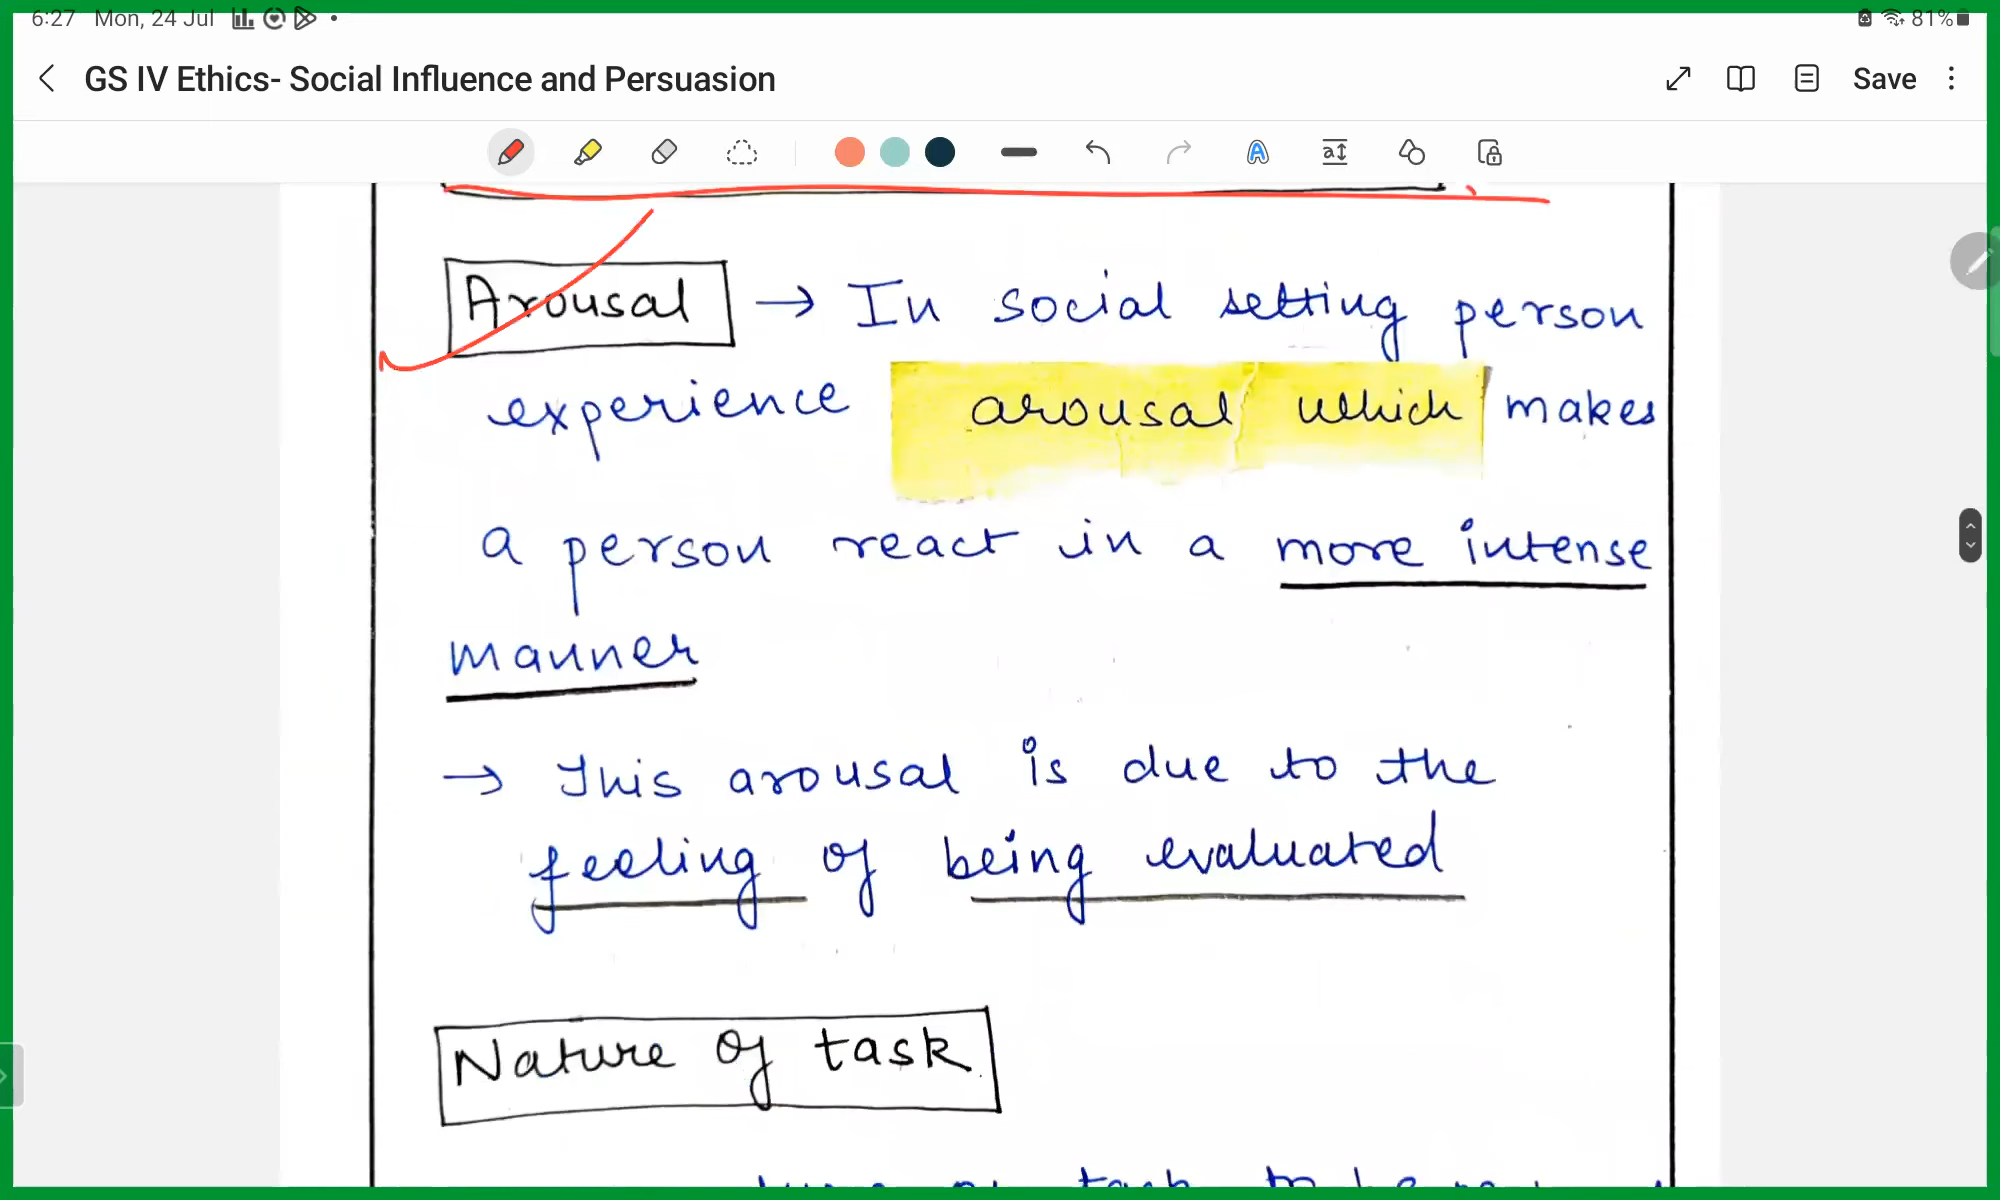 6:27 Mon, 24 Jul
81%
GS IV Ethics- Social Influence and Persuasion
Save
Arousal → In social setting person
experience arousal which makes
a person react in a more intense
manner
→ This arousal is due to the
feeling of being evaluated
Nature of task